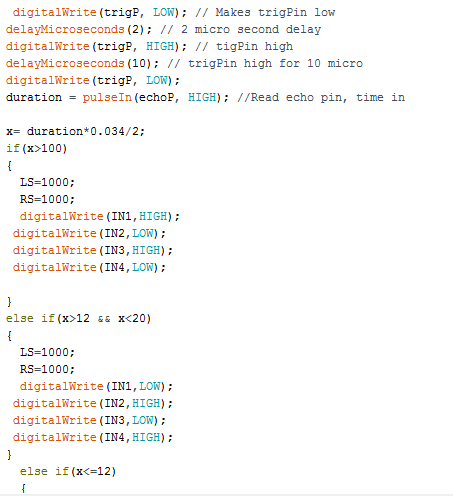 digitalWrite(trigP, LOW); // Makes trigPin low
delayMicroseconds(2); // 2 micro second delay
digitalWrite(trigP, HIGH); // tigPin high
delayMicroseconds(10); // trigPin high for 10 micro
digitalWrite(trigP, LOW);
duration = pulseIn(echoP, HIGH); //Read echo pin, time in

x= duration*0.034/2;
if(x>100)
{
  LS=1000;
  RS=1000;
  digitalWrite(IN1,HIGH);
 digitalWrite(IN2,LOW);
 digitalWrite(IN3,HIGH);
 digitalWrite(IN4,LOW);

}
else if(x>12 && x<20)
{
  LS=1000;
  RS=1000;
  digitalWrite(IN1,LOW);
 digitalWrite(IN2,HIGH);
 digitalWrite(IN3,LOW);
 digitalWrite(IN4,HIGH);
}
  else if(x<=12)
  {